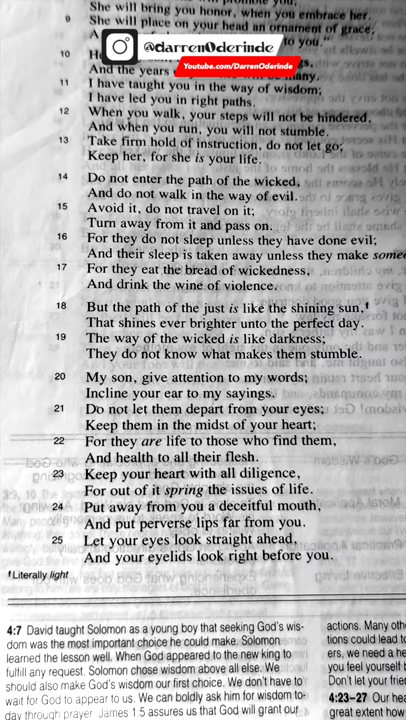 She will bring you honor, when you embrace her.
9 She will place on your head an ornament of grace;
to you."
@darren0derinde
Youtube.com/DarrenOderinde
10
And the years many.
11 I have taught you in the way of wisdom;
I have led you in right paths.
12 When you walk, your steps will not be hindered,
And when you run, you will not stumble.
13 Take firm hold of instruction, do not let go;
Keep her, for she is your life.
14 Do not enter the path of the wicked,
And do not walk in the way of evil.
15 Avoid it, do not travel on it;
Turn away from it and pass on.
16 For they do not sleep unless they have done evil;
And their sleep is taken away unless they make
17 For they eat the bread of wickedness,
And drink the wine of violence.
18 But the path of the just is like the shining sun,¹
That shines ever brighter unto the perfect day.
19 The way of the wicked is like darkness;
They do not know what makes them stumble.
20 My son, give attention to my words;
Incline your ear to my sayings.
21 Do not let them depart from your eyes;
Keep them in the midst of your heart;
22 For they are life to those who find them,
And health to all their flesh.
23 Keep your heart with all diligence,
For out of it spring the issues of life.
24 Put away from you a deceitful mouth,
And put perverse lips far from you.
25 Let your eyes look straight ahead,
And your eyelids look right before you.
¹Literally light
4:7 David taught Solomon as a young boy that seeking God's wis-
dom was the most important choice he could make. Solomon
learned the lesson well. When God appeared to the new king to
fulfill any request, Solomon chose wisdom above all else. We
should also make God's wisdom our first choice. We don't have to
wait for God to appear to us. We can boldly ask him for wisdom to-
day through prayer. James 1:5 assures us that God will grant our
actions. Many
tions could lead
ers, we need a
you feel yourself
Don't let your
4:23–27 Our
great extent how